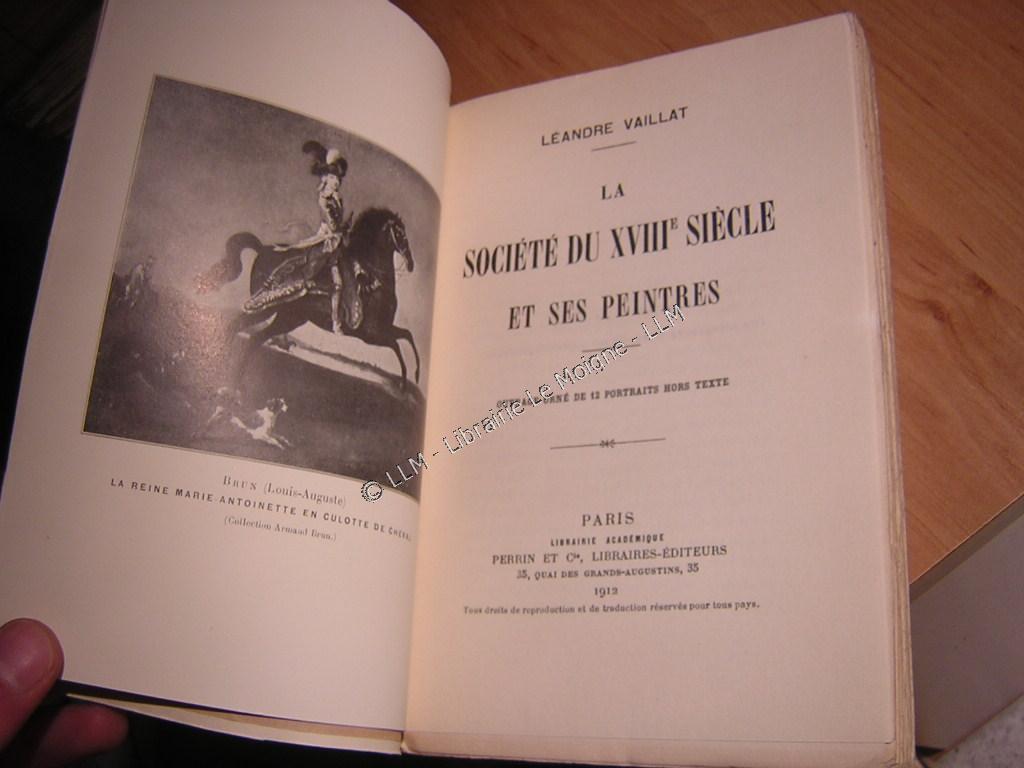 BRUN (Louis-Auguste)
LA REINE MARIE-ANTOINETTE EN CULOTTE DE CHEVAL
(Collection Armand Brun.)
LÉANDRE VAILLAT
LA
SOCIÉTÉ DU XVIIIE SIÈCLE
ET SES PEINTRES
OUVRAGE ORNÉ DE 12 PORTRAITS HORS TEXTE
© LLM - Librairie Le Moigne - LLM
PARIS
LIBRAIRIE ACADÉMIQUE
PERRIN ET Cie, LIBRAIRES-ÉDITEURS
35, QUAI DES GRANDS-AUGUSTINS, 35
1912
Tous droits de reproduction et de traduction réservés pour tous pays.